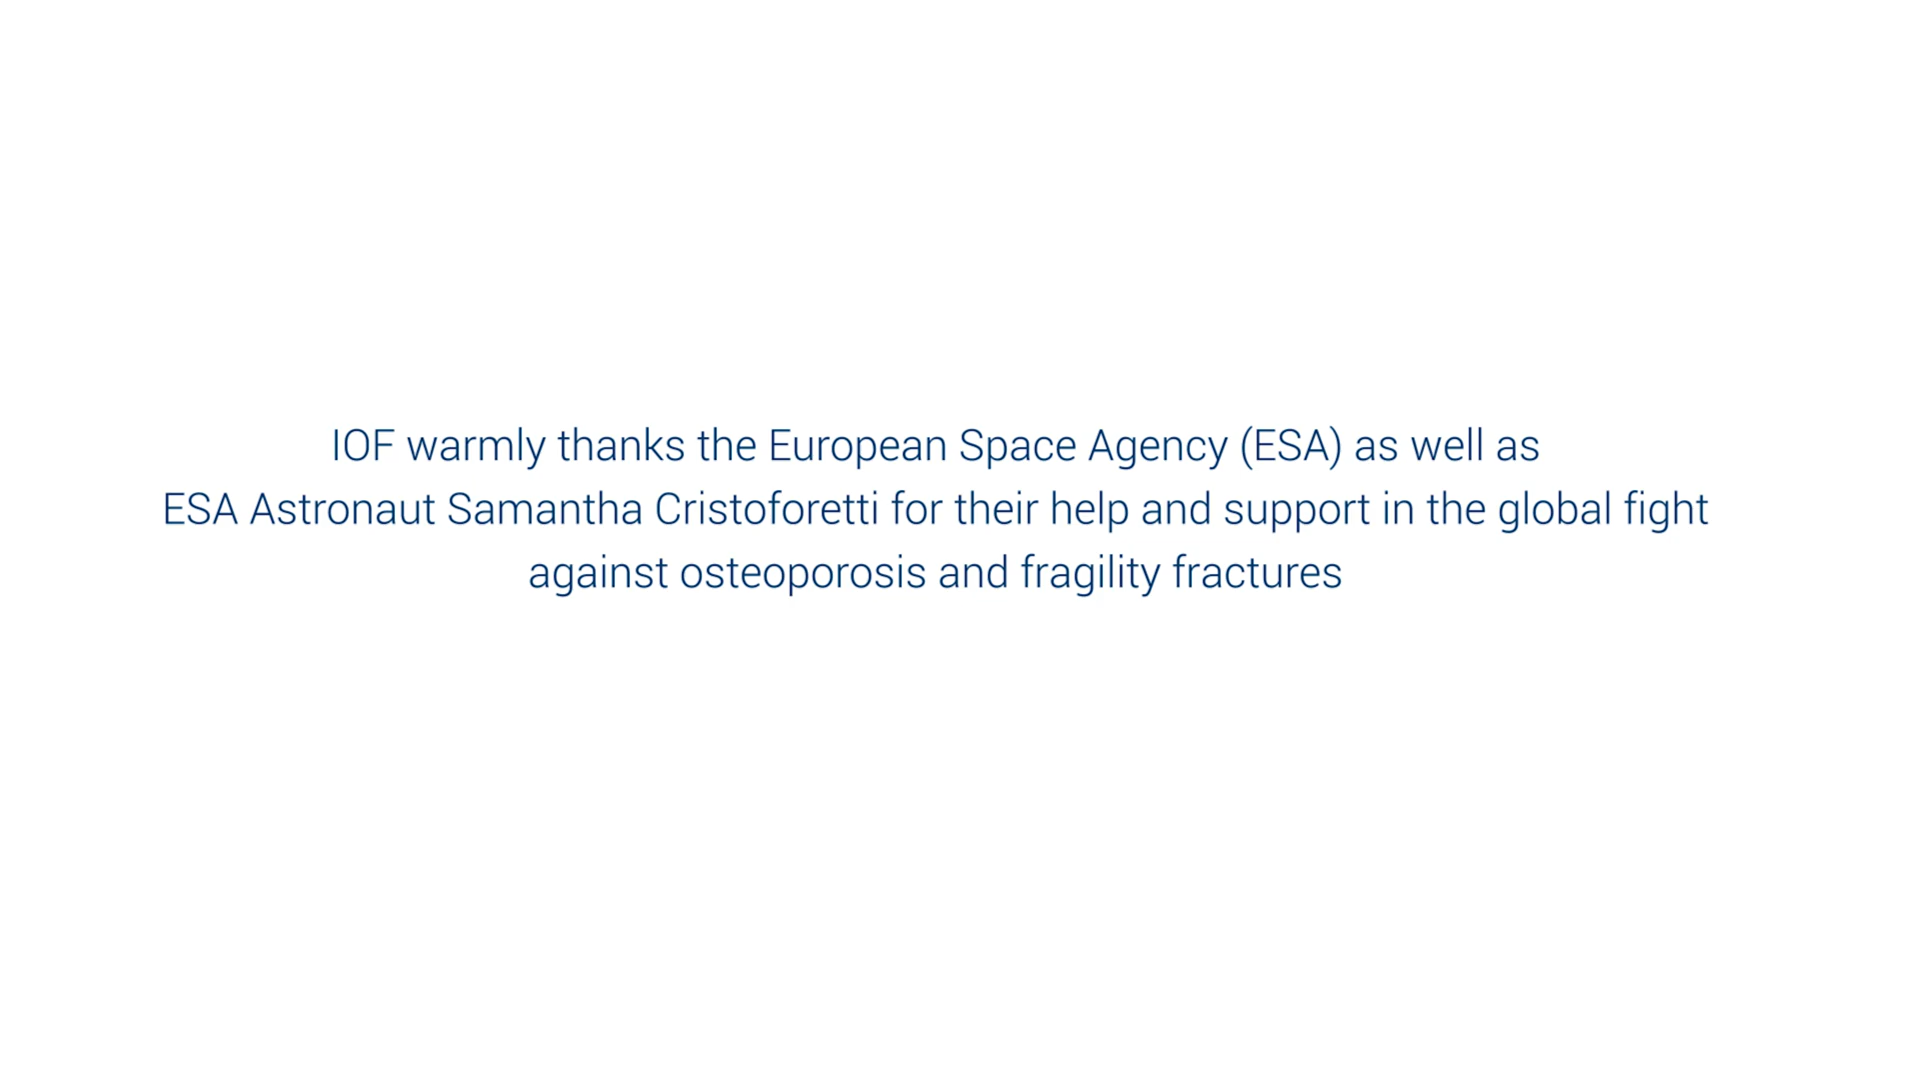 IOF warmly thanks the European Space Agency (ESA) as well as
ESA Astronaut Samantha Cristoforetti for their help and support in the global fight
against osteoporosis and fragility fractures